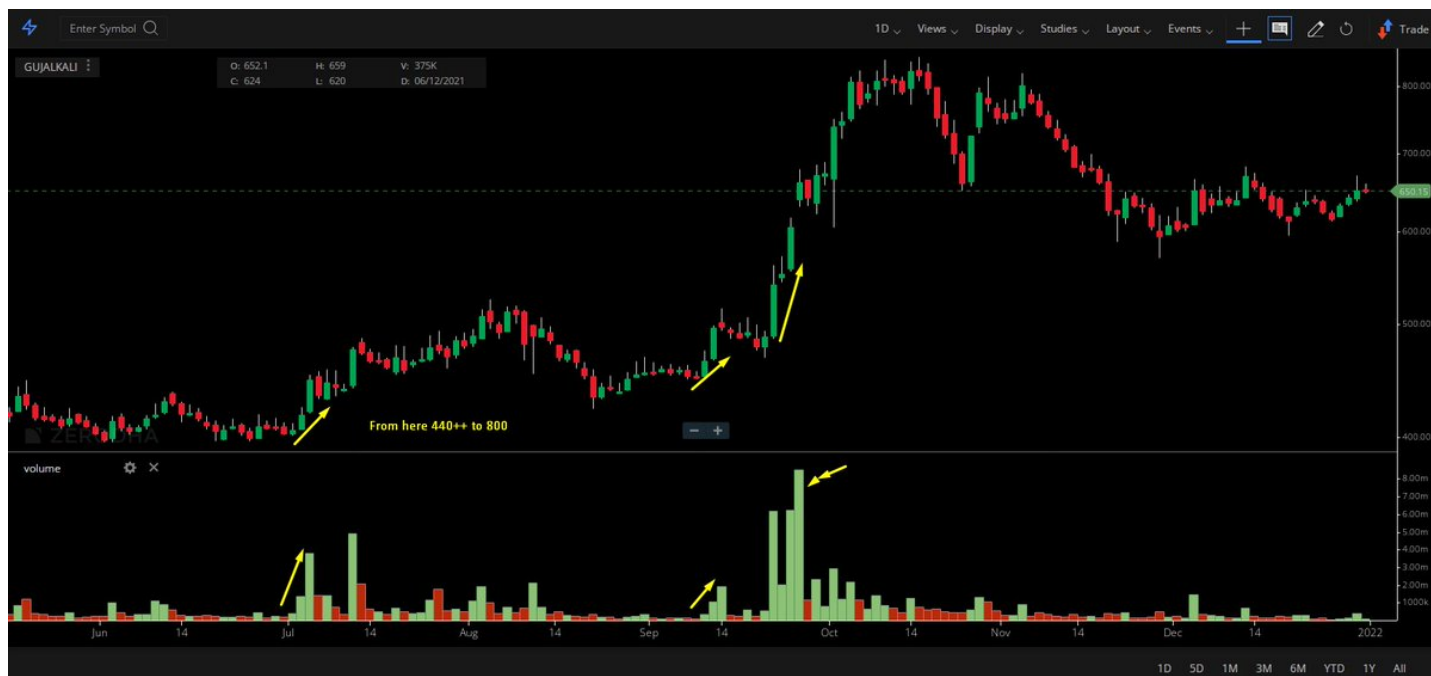 Enter Symbol 1D Views Display Studies Layout Events Trade
GUJALKALI O: 652.1 H: 659 V: 375K
C: 624 L: 620 D: 06/12/2021
800.00
700.00
650.15
600.00
500.00
From here 440++ to 800
ZERODHA
400.00
volume
8.00m
7.00m
6.00m
5.00m
4.00m
3.00m
2.00m
1000k
Jun 14 Jul 14 Aug 14 Sep 14 Oct 14 Nov 14 Dec 14 2022
1D 5D 1M 3M 6M YTD 1Y All